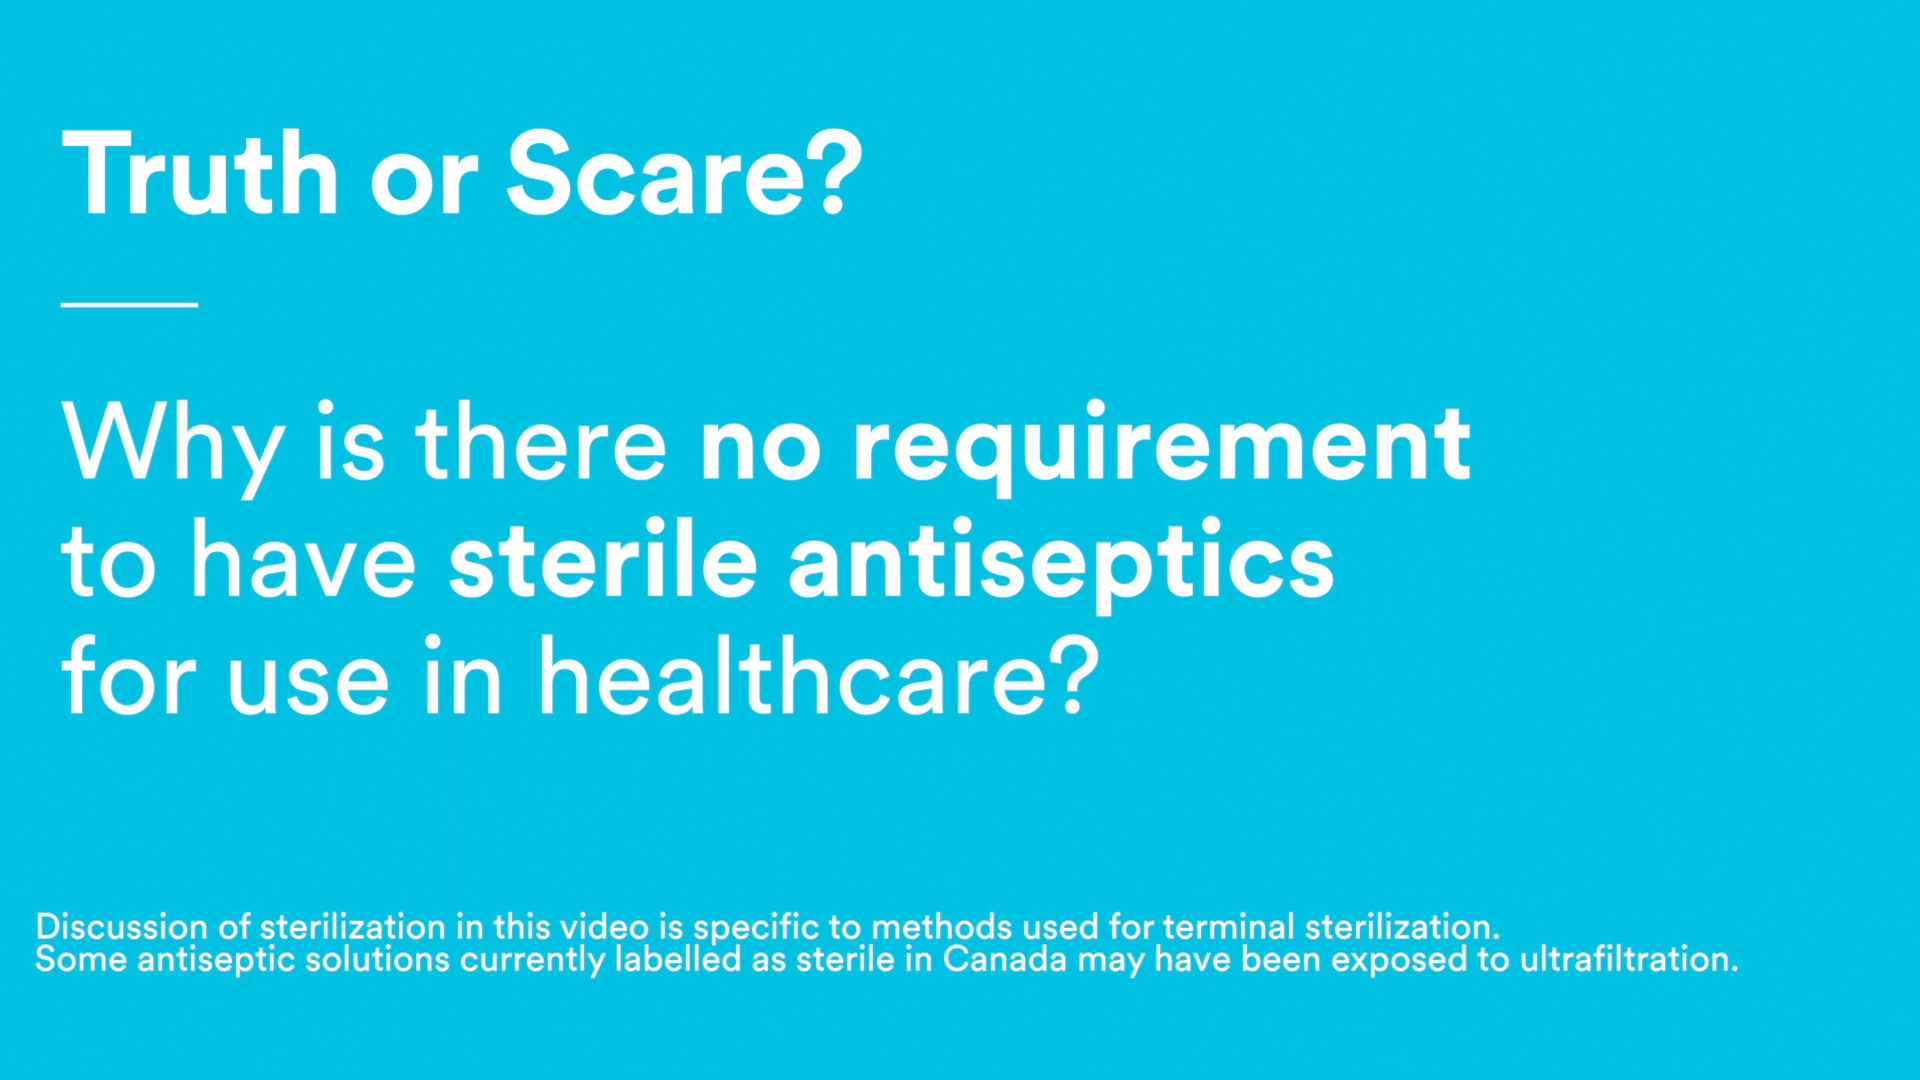 Truth or Scare?
Why is there no requirement
to have sterile antiseptics
for use in healthcare?
Discussion of sterilization in this video is specific to methods used for terminal sterilization.
Some antiseptic solutions currently labelled as sterile in Canada may have been exposed to ultrafiltration.